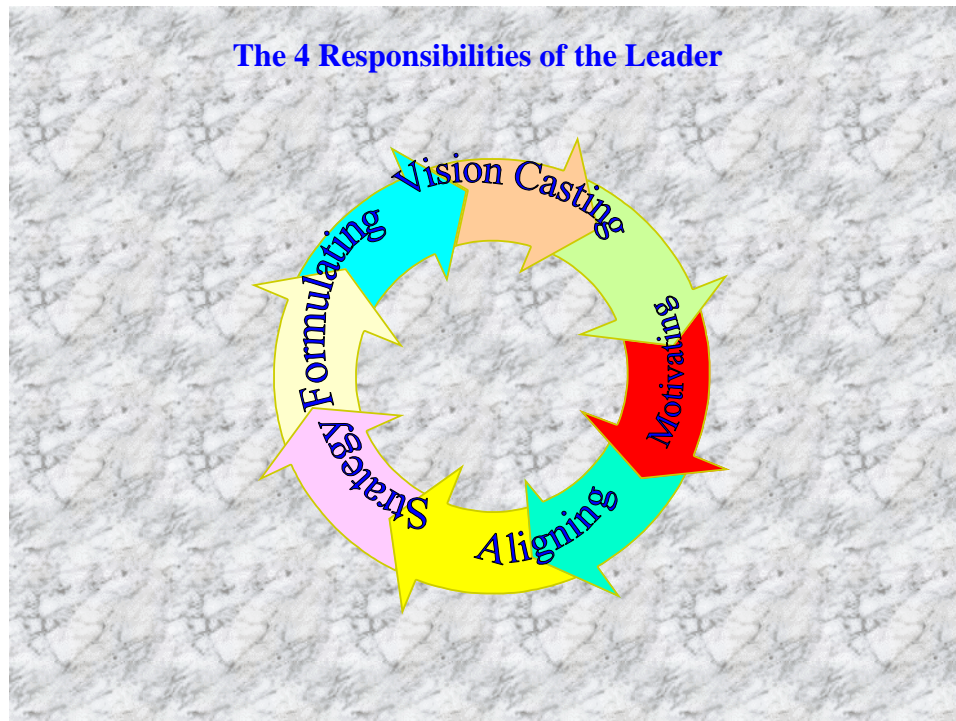 The 4 Responsibilities of the Leader
Vision Casting
Motivating
Aligning
Strategy Formulating